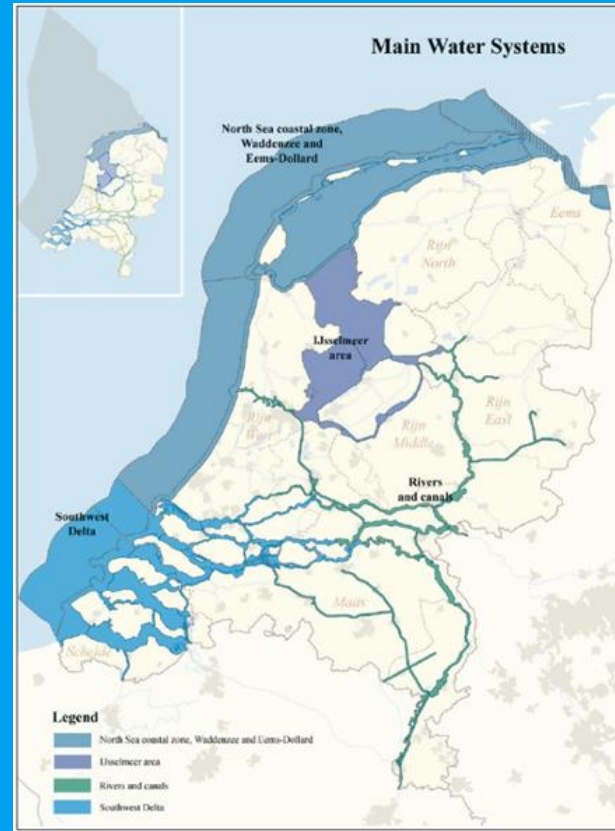 Main Water Systems
North Sea coastal zone,
Waddenzee and
Eems-Dollard
Eems
Rijn
North
IJsselmeer
area
Rijn
West
Rijn
Middle
Rijn
East
Rivers
and canals
Southwest
Delta
Maas
Schelde
Legend
North Sea coastal zone, Waddenzee and Eems-Dollard
IJsselmeer area
Rivers and canals
Southwest Delta